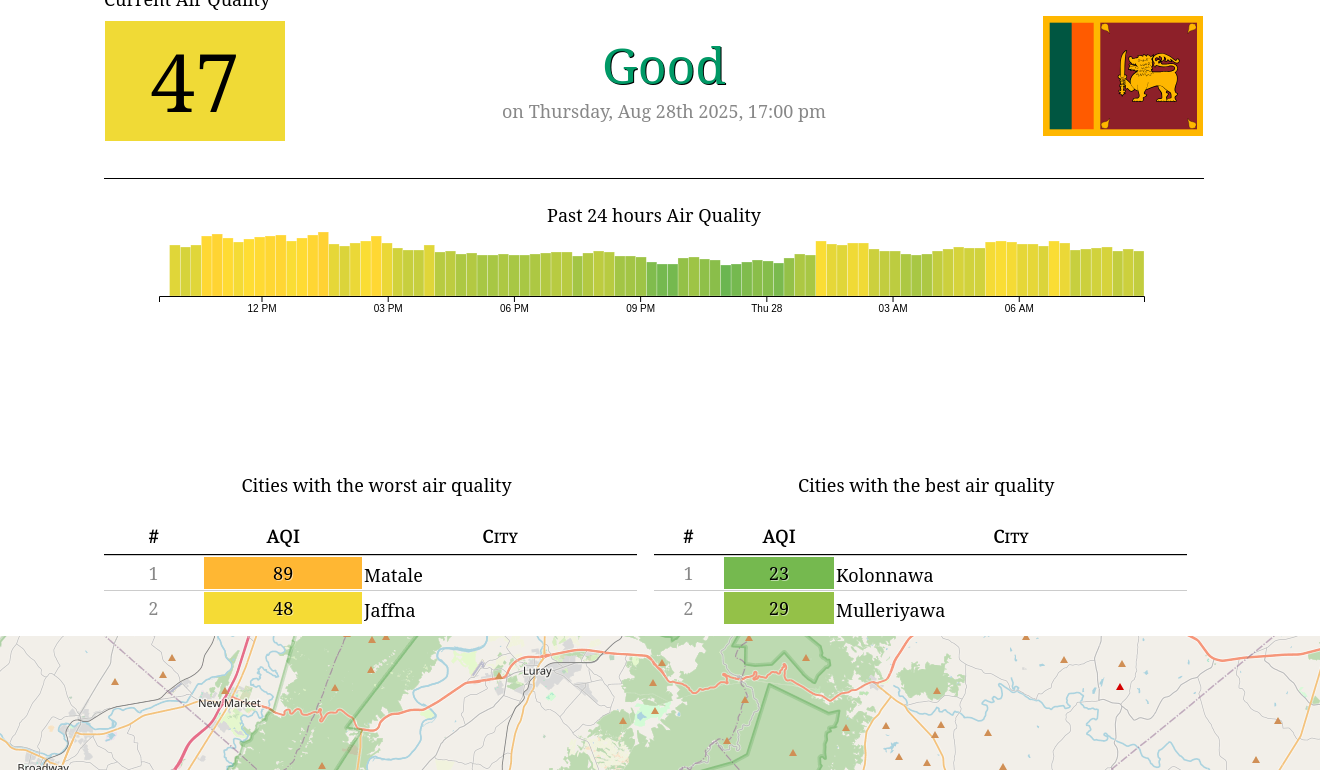 Current Air Quality
47
Good
on Thursday, Aug 28th 2025, 17:00 pm
Past 24 hours Air Quality
12 PM 03 PM 06 PM 09 PM Thu 28 03 AM 06 AM
Cities with the worst air quality
# AQI City
1 89 Matale
2 48 Jaffna
Cities with the best air quality
# AQI City
1 23 Kolonnawa
2 29 Mulleriyawa
Luray
New Market
Broadway